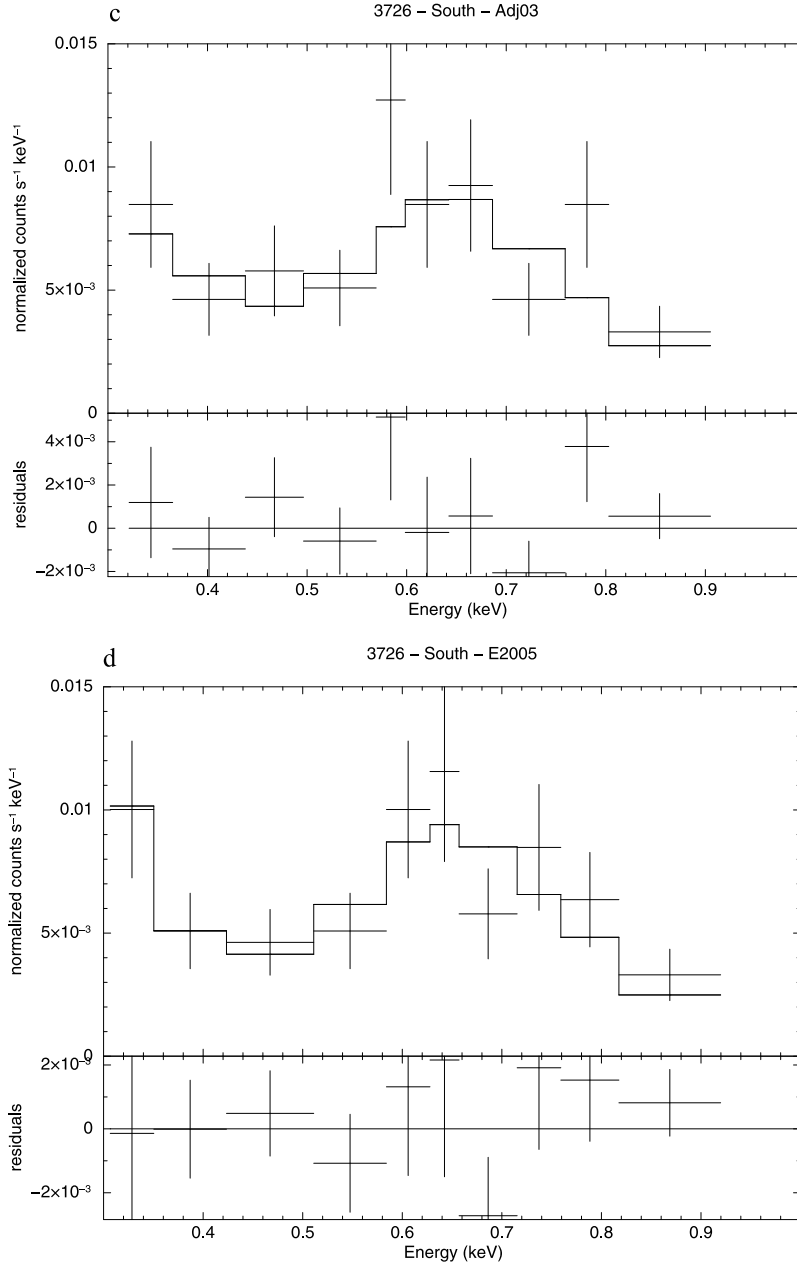 c
3726 – South – Adj03
0.015
0.01
5×10⁻³
0
normalized counts s⁻¹ keV⁻¹
4×10⁻³
2×10⁻³
0
−2×10⁻³
residuals
0.4 0.5 0.6 0.7 0.8 0.9
Energy (keV)
d
3726 – South – E2005
0.015
0.01
5×10⁻³
0
normalized counts s⁻¹ keV⁻¹
2×10⁻³
0
−2×10⁻³
residuals
0.4 0.5 0.6 0.7 0.8 0.9
Energy (keV)